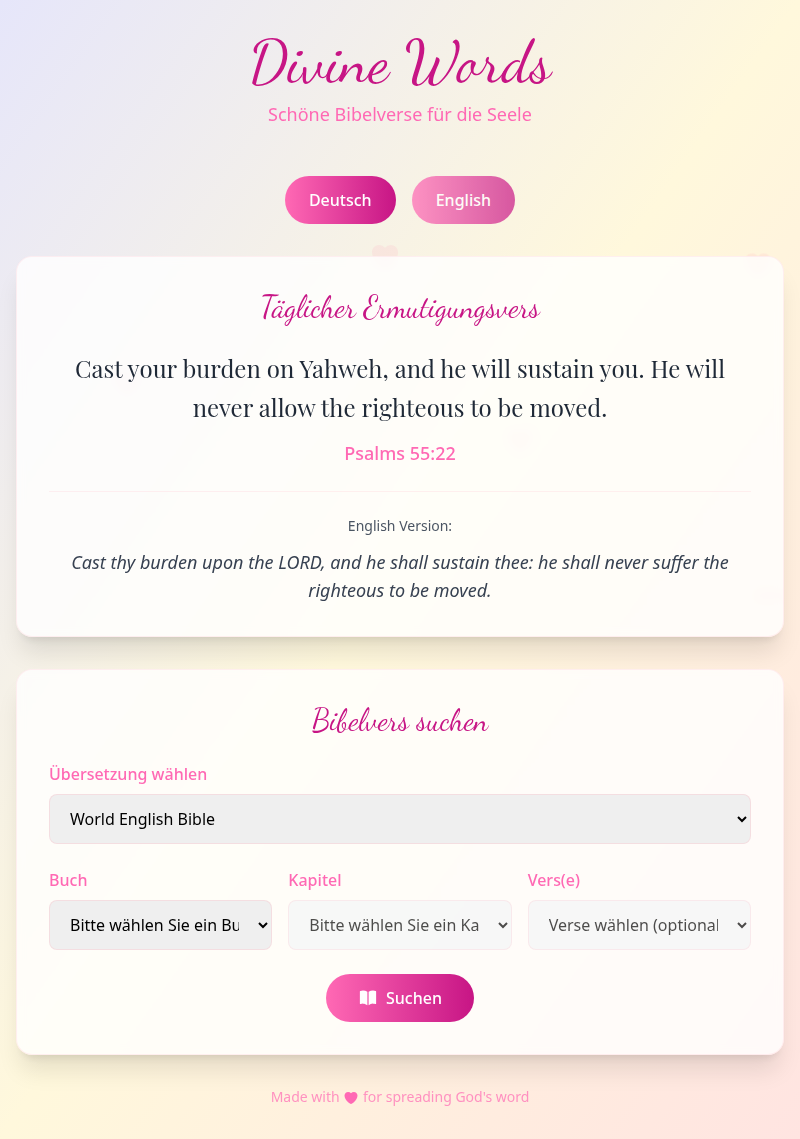 Divine Words
Schöne Bibelverse für die Seele
Deutsch English
Täglicher Ermutigungsvers
Cast your burden on Yahweh, and he will sustain you. He will
never allow the righteous to be moved.
Psalms 55:22
English Version:
Cast thy burden upon the LORD, and he shall sustain thee: he shall never suffer the
righteous to be moved.
Bibelvers suchen
Übersetzung wählen
World English Bible
Buch Kapitel Vers(e)
Bitte wählen Sie ein Bu Bitte wählen Sie ein Ka Verse wählen (optional
Suchen
Made with for spreading God's word